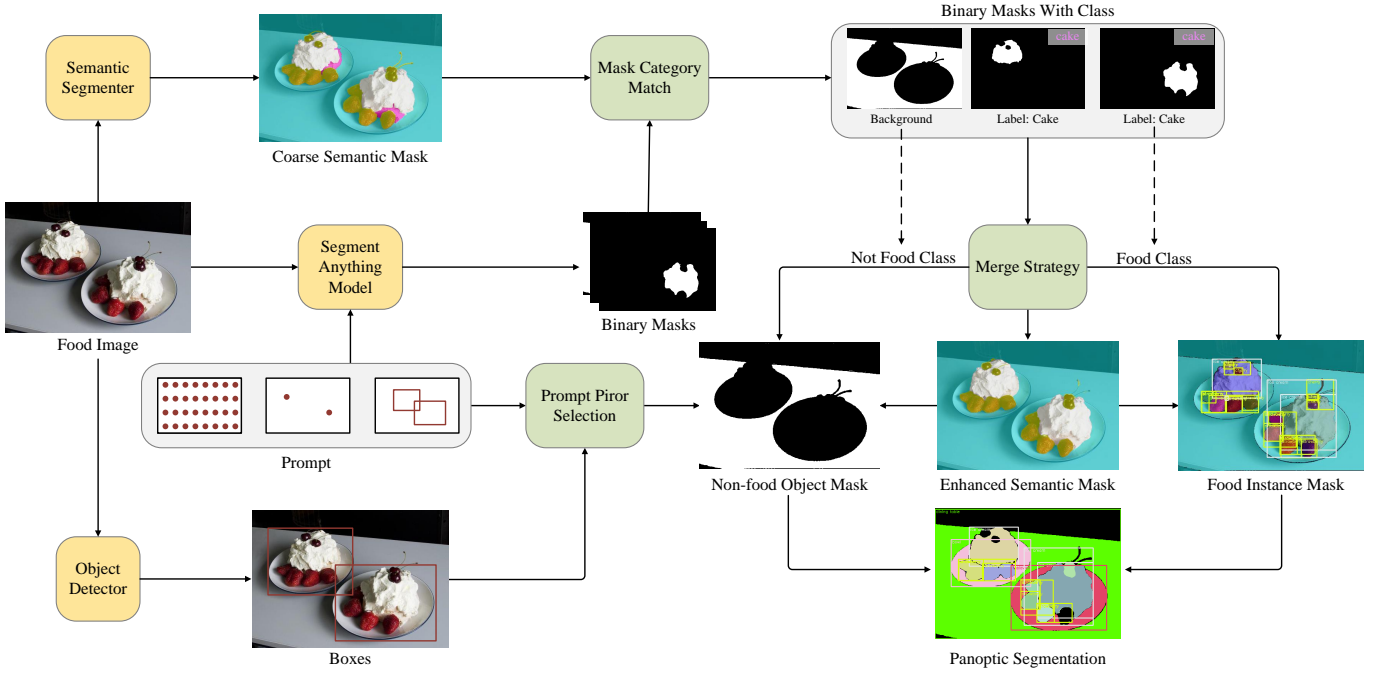 Binary Masks With Class
Semantic
Segmenter
Mask Category
Match
cake
cake
Background
Label: Cake
Label: Cake
Coarse Semantic Mask
Segment
Anything
Model
Not Food Class
Merge Strategy
Food Class
Binary Masks
Food Image
Prompt Piror
Selection
Prompt
Non-food Object Mask
Enhanced Semantic Mask
Food Instance Mask
Object
Detector
Boxes
Panoptic Segmentation